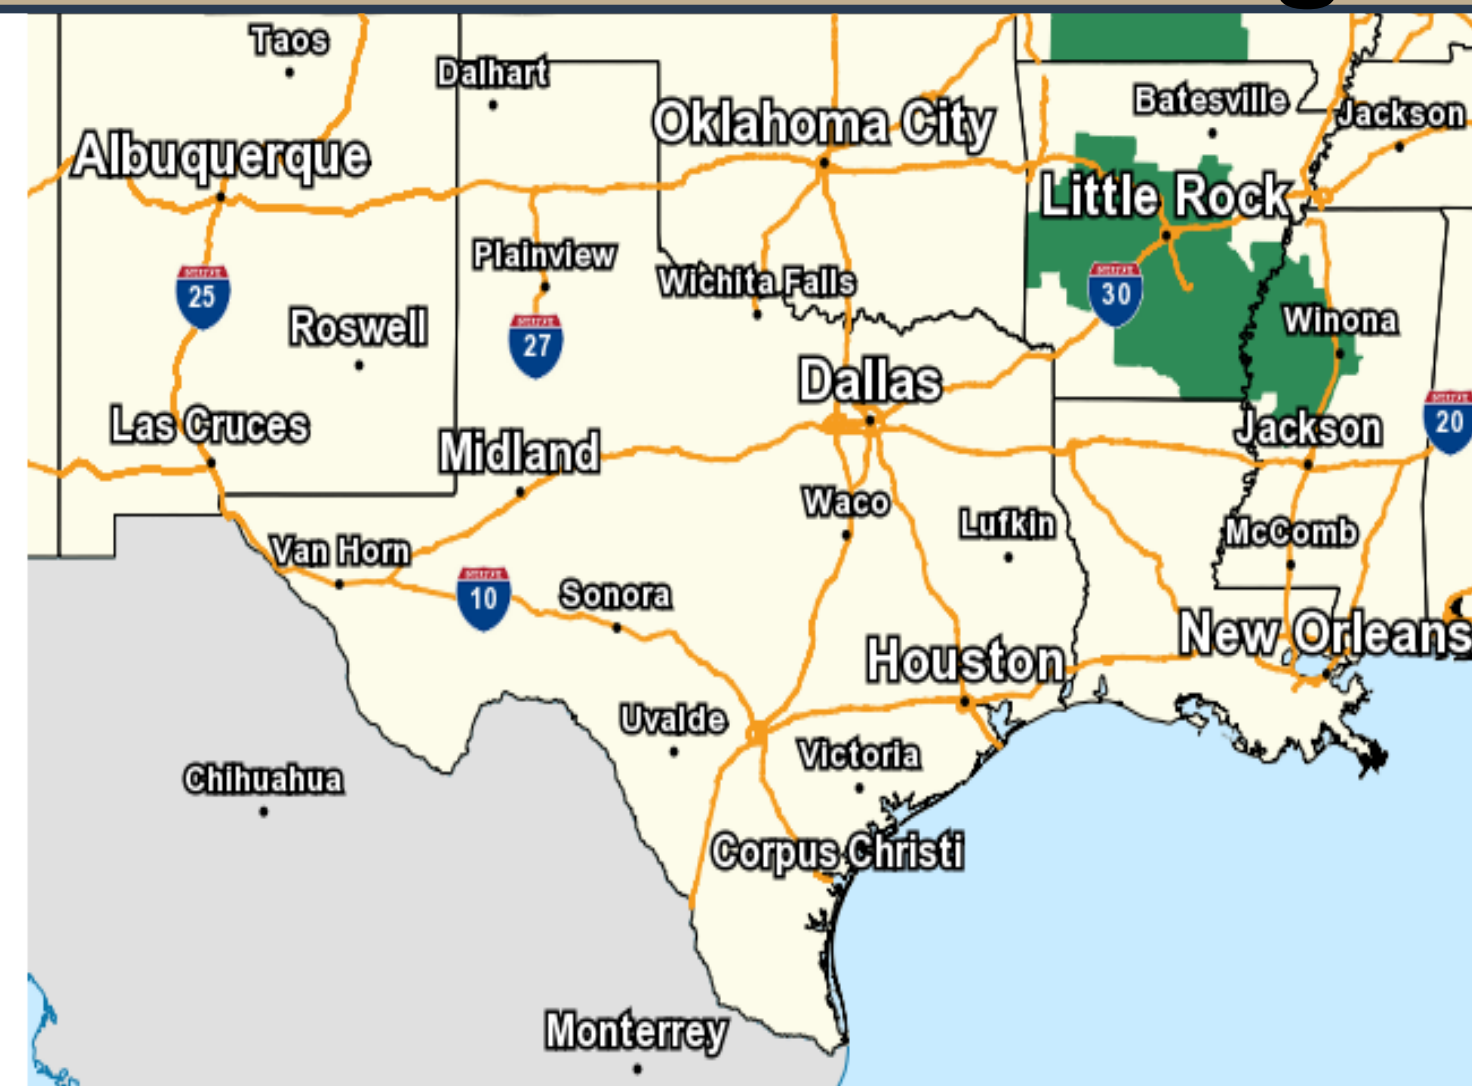 Taos
Dalhart
Batesville
Jackson
Oklahoma City
Albuquerque
Little Rock
Plainview
Wichita Falls
25
30
Roswell
27
Winona
Dallas
Las Cruces
20
Jackson
Midland
Waco
Lufkin
McComb
Van Horn
10
Sonora
New Orleans
Houston
Uvalde
Victoria
Chihuahua
Corpus Christi
Monterrey